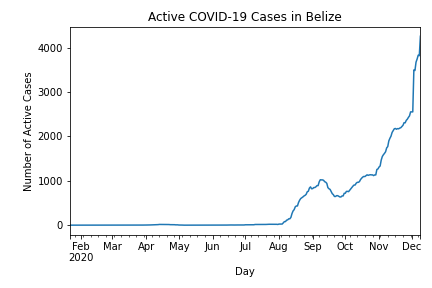 Active COVID-19 Cases in Belize
Number of Active Cases
4000
3000
2000
1000
0
Feb Mar Apr May Jun Jul Aug Sep Oct Nov Dec
2020
Day